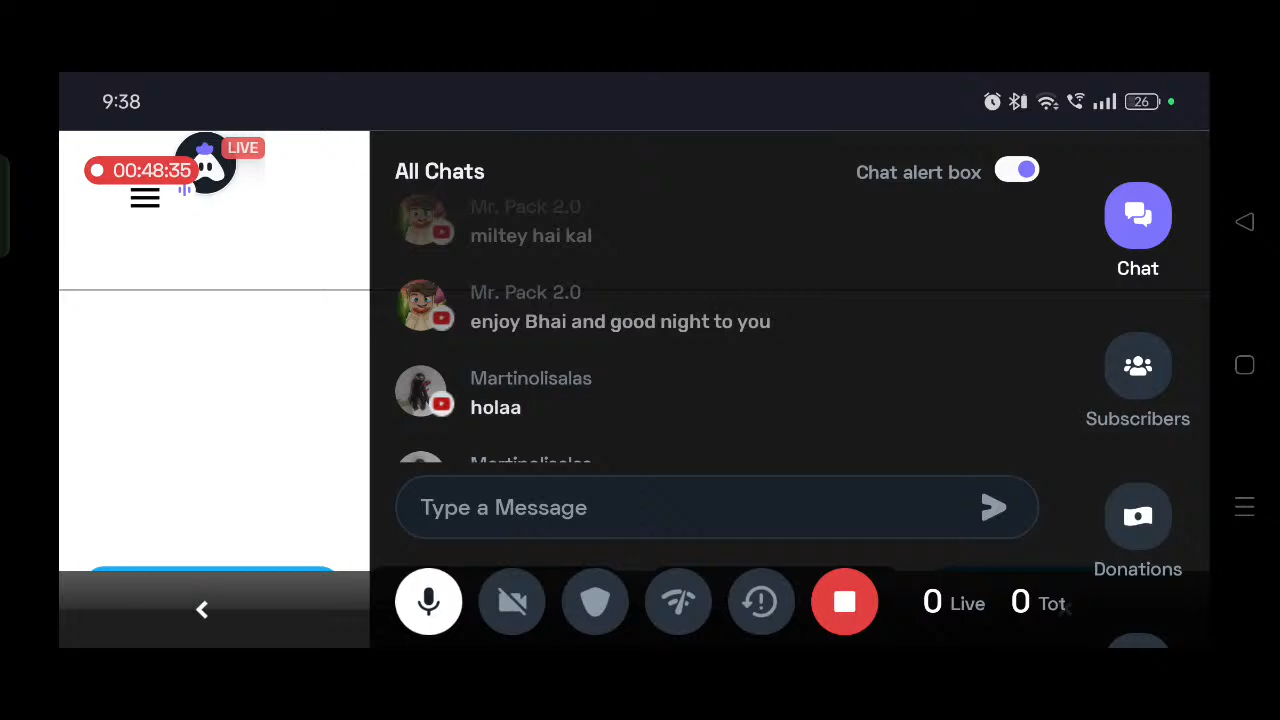 9:38
26
LIVE
00:48:35
All Chats
Chat alert box
Mr. Pack 2.0
miltey hai kal
Chat
Mr. Pack 2.0
enjoy Bhai and good night to you
Martinolisalas
holaa
Subscribers
Martinolisalas
Type a Message
Donations
0 Live 0 Tot